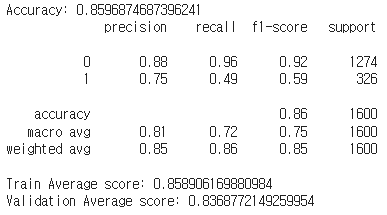 Accuracy: 0.8596874687396241
precision recall f1-score support
0 0.88 0.96 0.92 1274
1 0.75 0.49 0.59 326
accuracy 0.86 1600
macro avg 0.81 0.72 0.75 1600
weighted avg 0.85 0.86 0.85 1600
Train Average score: 0.858906169880984
Validation Average score: 0.8368772149259954